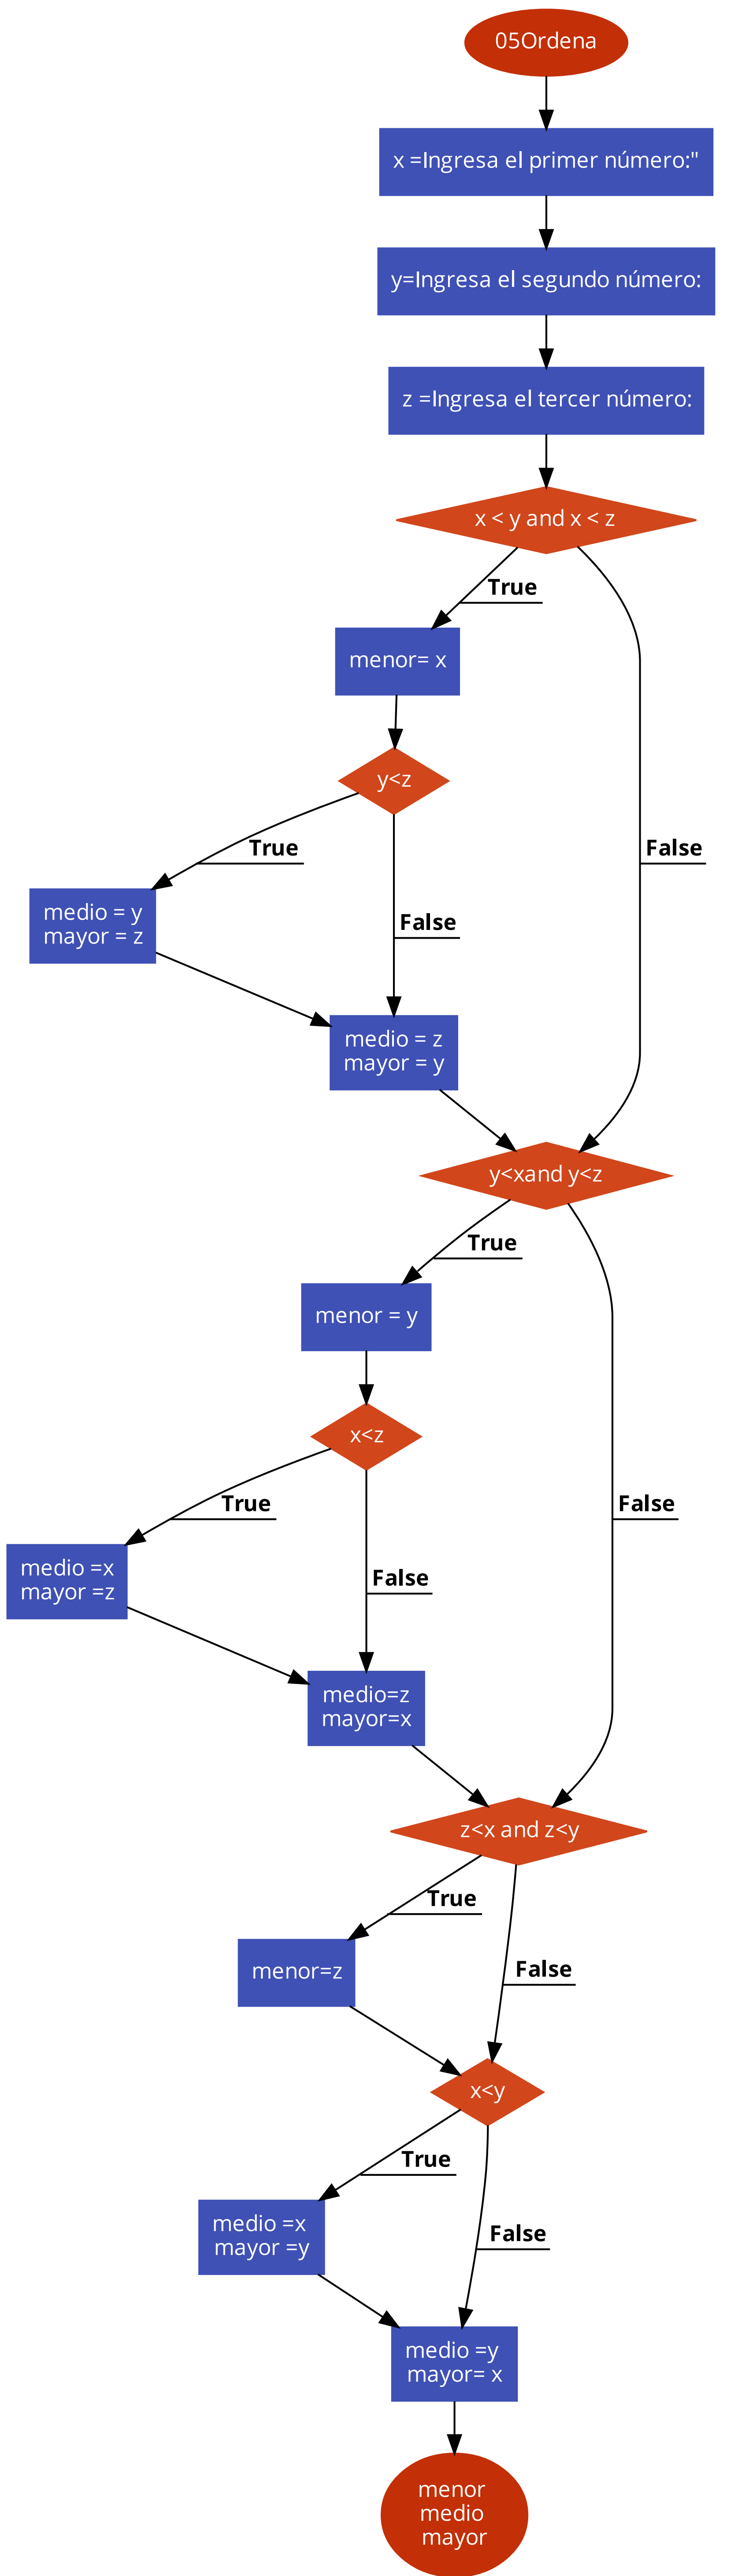 05Ordena
x =Ingresa el primer número:"
y=Ingresa el segundo número:
z =Ingresa el tercer número:
x < y and x < z
True
menor= x
y<z
True
False
medio = y
mayor = z
False
medio = z
mayor = y
y<xand y<z
True
menor = y
x<z
True
False
medio =x
mayor =z
False
medio=z
mayor=x
z<x and z<y
True
menor=z
False
x<y
True
medio =x
mayor =y
False
medio =y
mayor= x
menor
medio
mayor